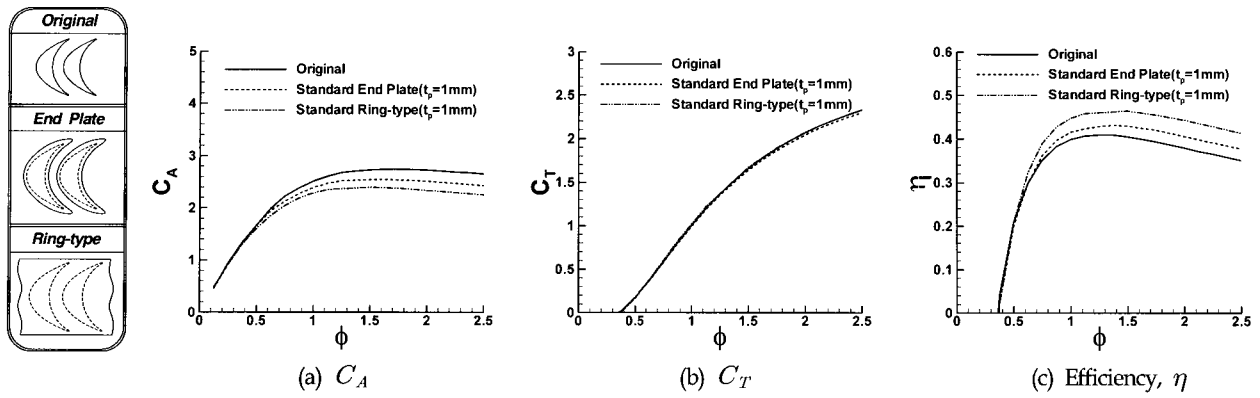 Original
End Plate
Ring-type
5
4
3
2
1
0
0
0.5
1
1.5
2
2.5
C_A
ϕ
Original
Standard End Plate(t_p=1mm)
Standard Ring-type(t_p=1mm)
(a) C_A
3
2.5
2
1.5
1
0.5
0
0
0.5
1
1.5
2
2.5
C_T
ϕ
Original
Standard End Plate(t_p=1mm)
Standard Ring-type(t_p=1mm)
(b) C_T
0.6
0.5
0.4
0.3
0.2
0.1
0
0
0.5
1
1.5
2
2.5
η
ϕ
Original
Standard End Plate(t_p=1mm)
Standard Ring-type(t_p=1mm)
(c) Efficiency, η